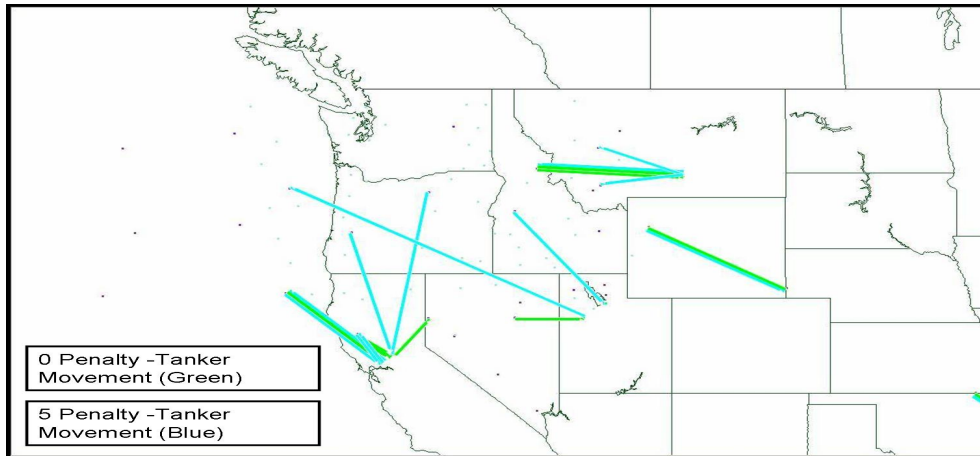 0 Penalty -Tanker
Movement (Green)
5 Penalty -Tanker
Movement (Blue)